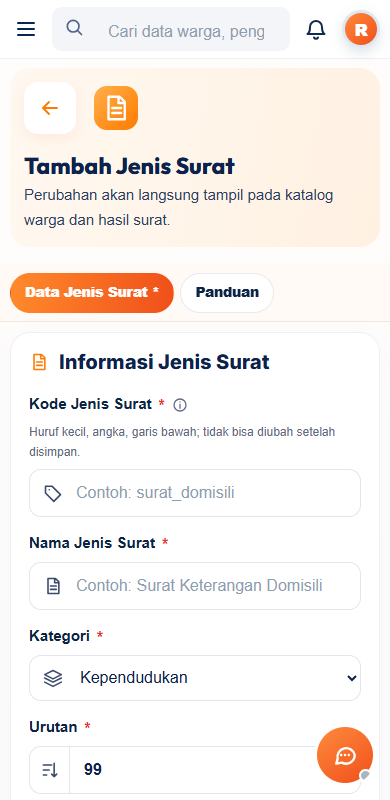 Cari data warga, peng
R
Tambah Jenis Surat
Perubahan akan langsung tampil pada katalog
warga dan hasil surat.
Data Jenis Surat *
Panduan
Informasi Jenis Surat
Kode Jenis Surat *
Huruf kecil, angka, garis bawah; tidak bisa diubah setelah
disimpan.
Contoh: surat_domisili
Nama Jenis Surat *
Contoh: Surat Keterangan Domisili
Kategori *
Kependudukan
Urutan *
99